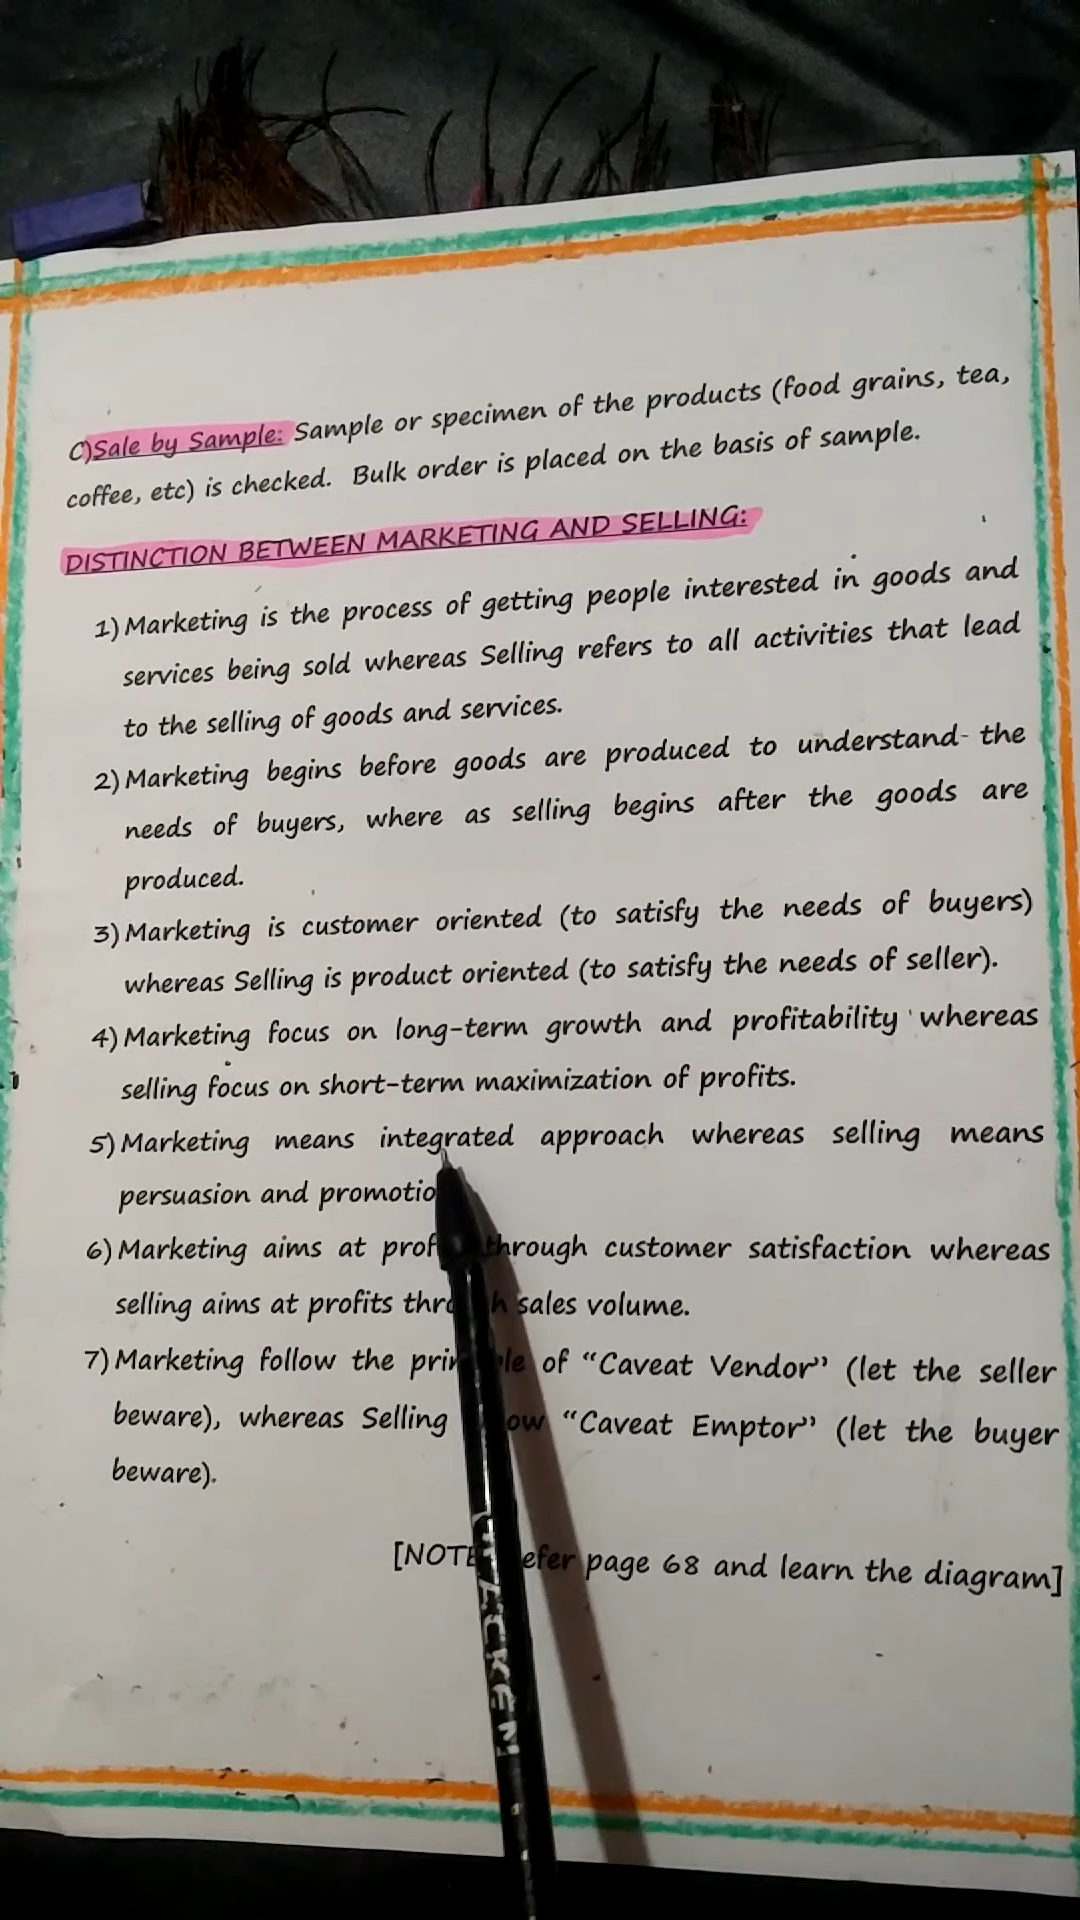 C)Sale by Sample: Sample or specimen of the products (food grains, tea,
coffee, etc) is checked. Bulk order is placed on the basis of sample.
DISTINCTION BETWEEN MARKETING AND SELLING:
1) Marketing is the process of getting people interested in goods and
services being sold whereas Selling refers to all activities that lead
to the selling of goods and services.
2) Marketing begins before goods are produced to understand the
needs of buyers, where as selling begins after the goods are
produced.
3) Marketing is customer oriented (to satisfy the needs of buyers)
whereas Selling is product oriented (to satisfy the needs of seller).
4) Marketing focus on long-term growth and profitability whereas
selling focus on short-term maximization of profits.
5) Marketing means integrated approach whereas selling means
persuasion and promotio
6) Marketing aims at prof through customer satisfaction whereas
selling aims at profits thro h sales volume.
7) Marketing follow the prin le of “Caveat Vendor” (let the seller
beware), whereas Selling ow “Caveat Emptor” (let the buyer
beware).
[NOTE efer page 68 and learn the diagram]